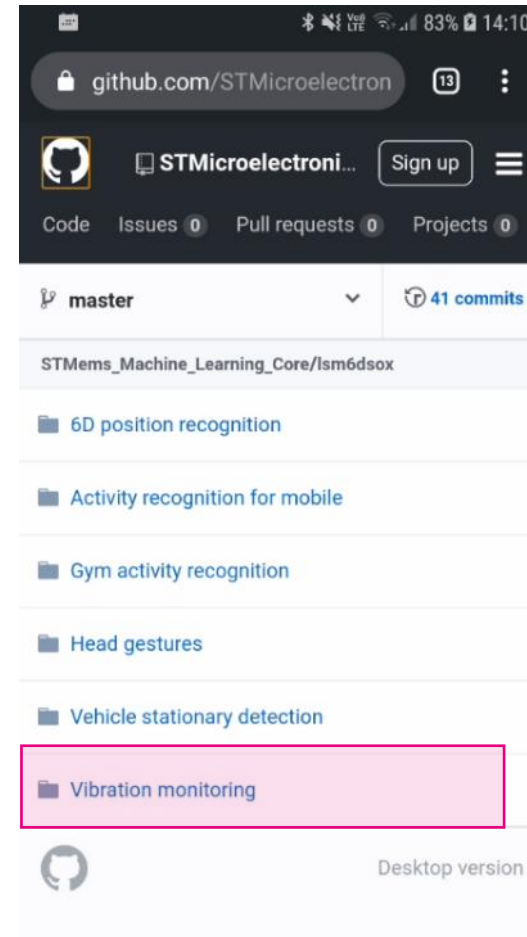 83% 14:10
github.com/STMicroelectron 13
STMicroelectroni... Sign up
Code Issues 0 Pull requests 0 Projects 0
master 41 commits
STMems_Machine_Learning_Core/lsm6dsox
6D position recognition
Activity recognition for mobile
Gym activity recognition
Head gestures
Vehicle stationary detection
Vibration monitoring
Desktop version